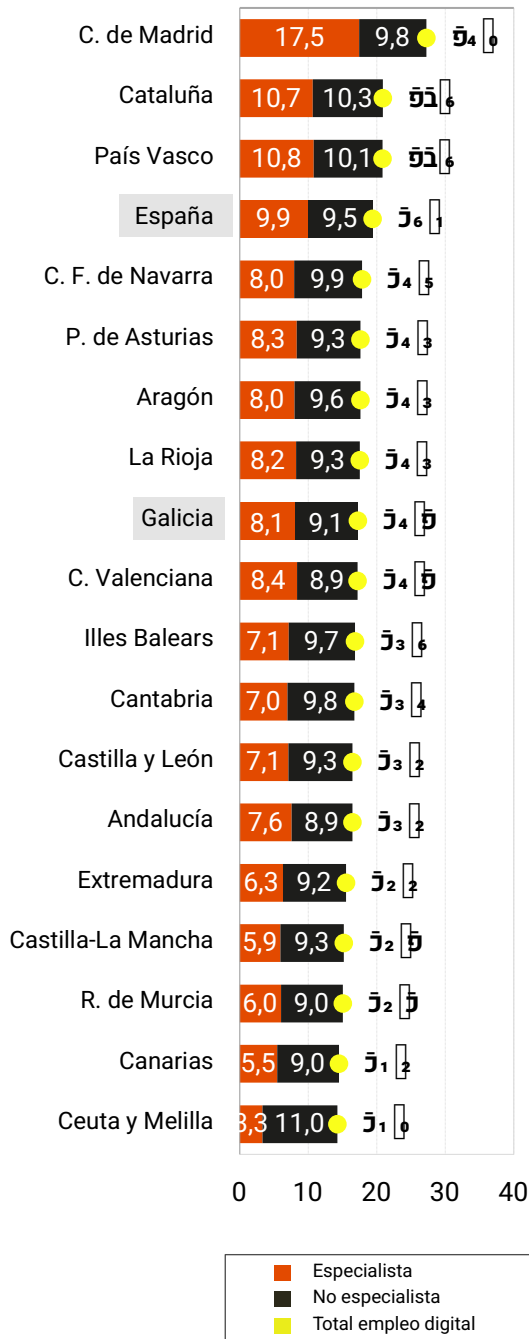 C. de Madrid 17,5 9,8
Cataluña 10,7 10,3
País Vasco 10,8 10,1
España 9,9 9,5
C. F. de Navarra 8,0 9,9
P. de Asturias 8,3 9,3
Aragón 8,0 9,6
La Rioja 8,2 9,3
Galicia 8,1 9,1
C. Valenciana 8,4 8,9
Illes Balears 7,1 9,7
Cantabria 7,0 9,8
Castilla y León 7,1 9,3
Andalucía 7,6 8,9
Extremadura 6,3 9,2
Castilla-La Mancha 5,9 9,3
R. de Murcia 6,0 9,0
Canarias 5,5 9,0
Ceuta y Melilla 3,3 11,0
0 10 20 30 40
Especialista
No especialista
Total empleo digital